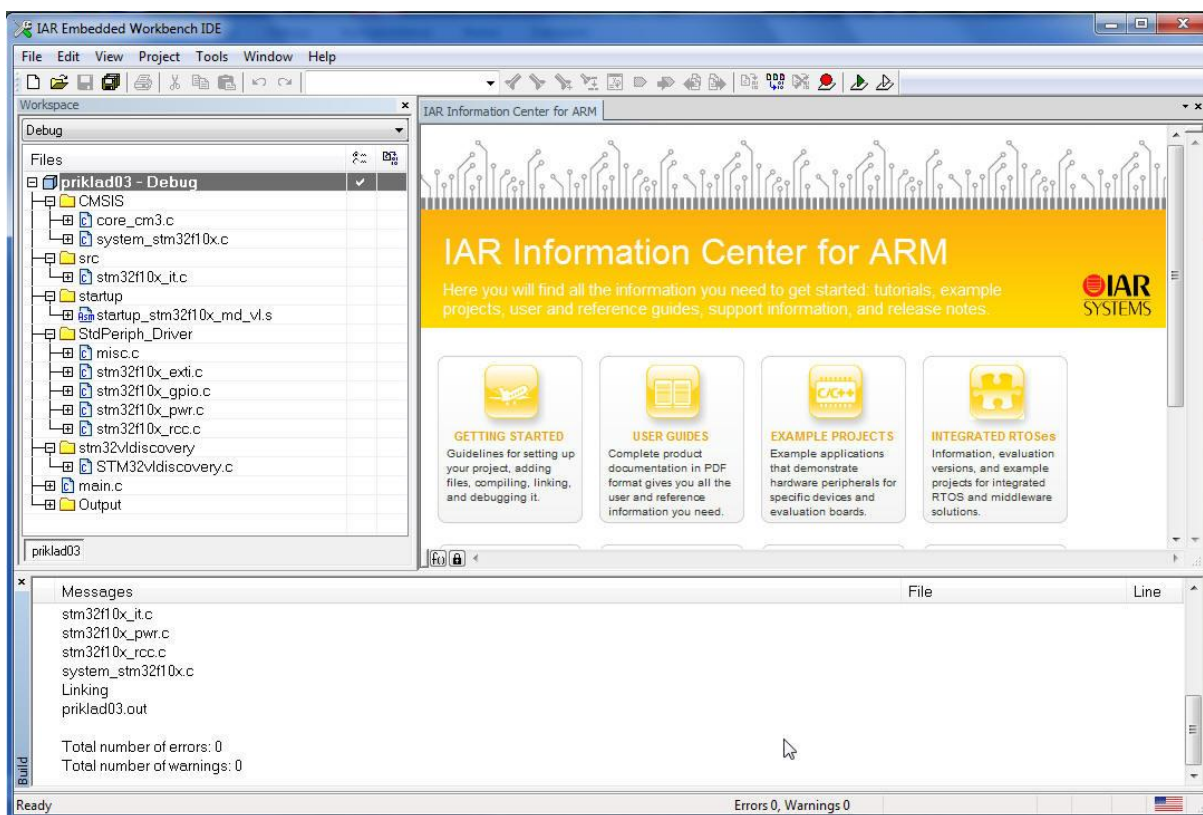 IAR Embedded Workbench IDE
File Edit View Project Tools Window Help
Workspace
Debug
Files
priklad03 - Debug
CMSIS
core_cm3.c
system_stm32f10x.c
src
stm32f10x_it.c
startup
startup_stm32f10x_md_vl.s
StdPeriph_Driver
misc.c
stm32f10x_exti.c
stm32f10x_gpio.c
stm32f10x_pwr.c
stm32f10x_rcc.c
stm32vldiscovery
STM32vldiscovery.c
main.c
Output
priklad03
IAR Information Center for ARM
IAR Information Center for ARM
Here you will find all the information you need to get started: tutorials, example
projects, user and reference guides, support information, and release notes.
IAR
SYSTEMS
GETTING STARTED
Guidelines for setting up
your project, adding
files, compiling, linking,
and debugging it.
USER GUIDES
Complete product
documentation in PDF
format gives you all the
user and reference
information you need.
C/C++
EXAMPLE PROJECTS
Example applications
that demonstrate
hardware peripherals for
specific devices and
evaluation boards.
INTEGRATED RTOSes
Information, evaluation
versions, and example
projects for integrated
RTOS and middleware
solutions.
Messages File Line
stm32f10x_it.c
stm32f10x_pwr.c
stm32f10x_rcc.c
system_stm32f10x.c
Linking
priklad03.out
Total number of errors: 0
Total number of warnings: 0
Build
Ready Errors 0, Warnings 0